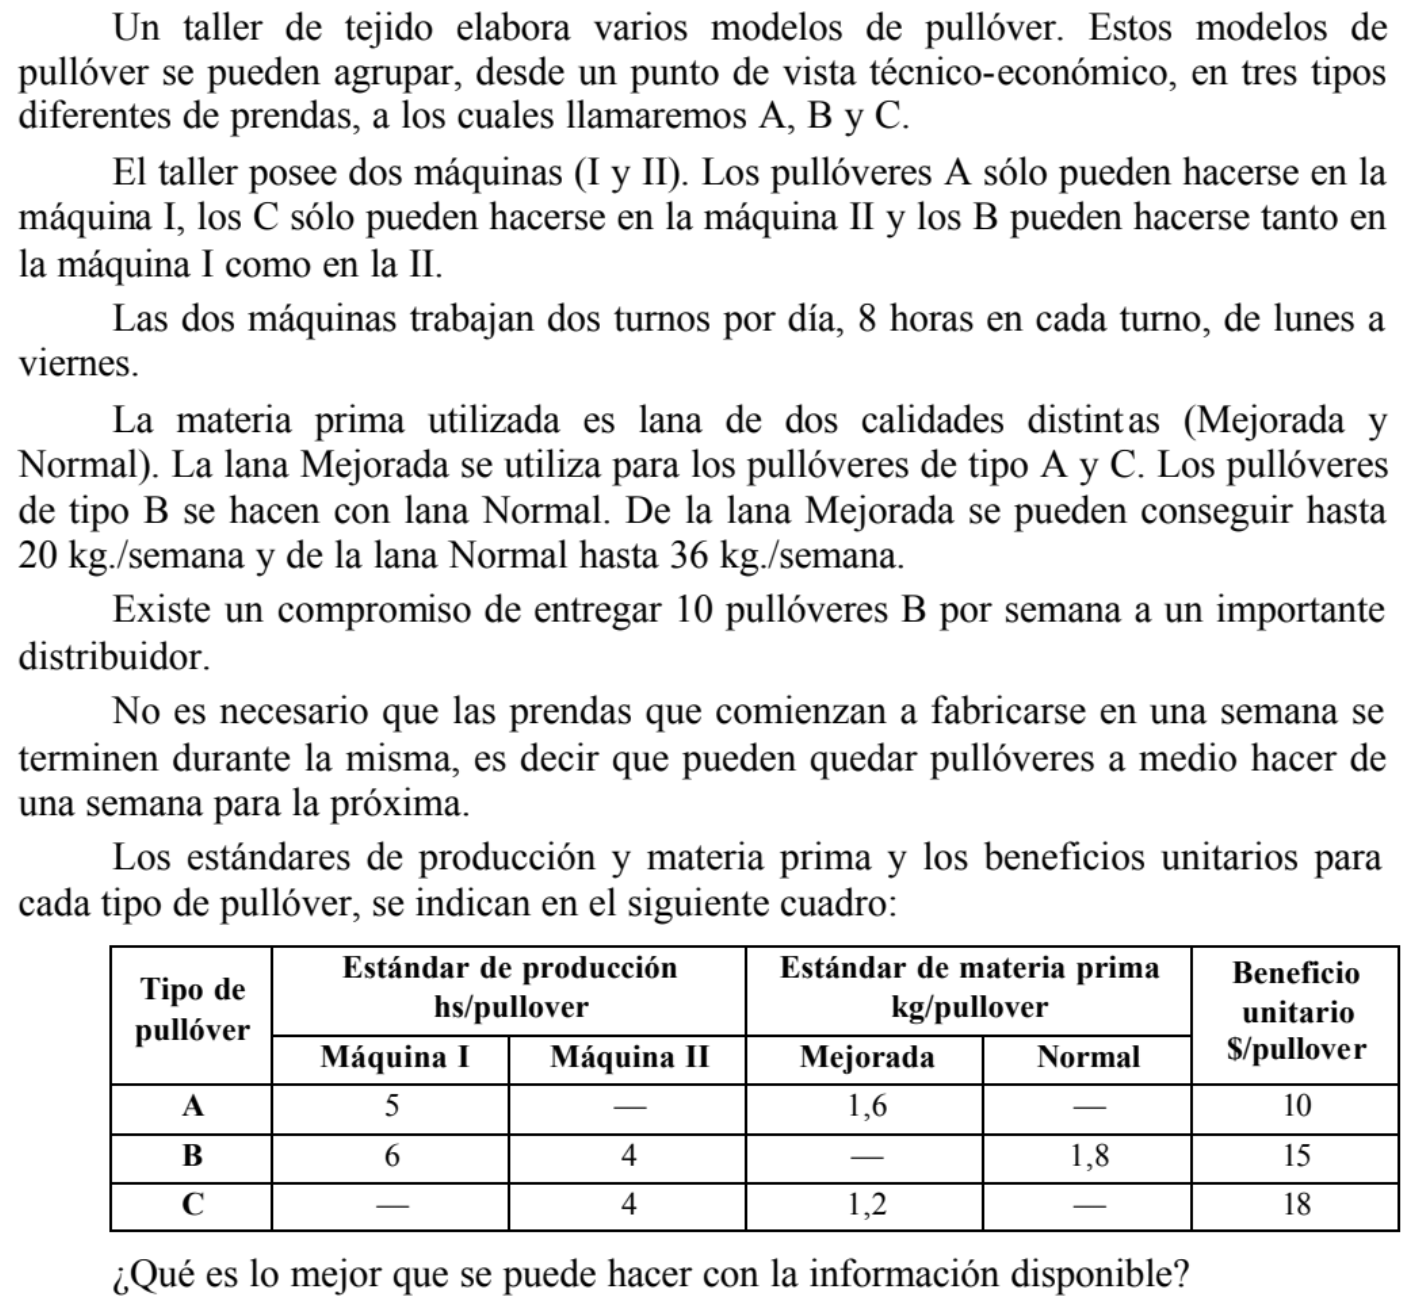 Un taller de tejido elabora varios modelos de pullóver. Estos modelos de
pullóver se pueden agrupar, desde un punto de vista técnico-económico, en tres tipos
diferentes de prendas, a los cuales llamaremos A, B y C.
El taller posee dos máquinas (I y II). Los pullóveres A sólo pueden hacerse en la
máquina I, los C sólo pueden hacerse en la máquina II y los B pueden hacerse tanto en
la máquina I como en la II.
Las dos máquinas trabajan dos turnos por día, 8 horas en cada turno, de lunes a
viernes.
La materia prima utilizada es lana de dos calidades distintas (Mejorada y
Normal). La lana Mejorada se utiliza para los pullóveres de tipo A y C. Los pullóveres
de tipo B se hacen con lana Normal. De la lana Mejorada se pueden conseguir hasta
20 kg./semana y de la lana Normal hasta 36 kg./semana.
Existe un compromiso de entregar 10 pullóveres B por semana a un importante
distribuidor.
No es necesario que las prendas que comienzan a fabricarse en una semana se
terminen durante la misma, es decir que pueden quedar pullóveres a medio hacer de
una semana para la próxima.
Los estándares de producción y materia prima y los beneficios unitarios para
cada tipo de pullóver, se indican en el siguiente cuadro:
Tipo de pullóver | Estándar de producción hs/pullover | Estándar de materia prima kg/pullover | Beneficio unitario $/pullover
Máquina I | Máquina II | Mejorada | Normal
A | 5 | — | 1,6 | — | 10
B | 6 | 4 | — | 1,8 | 15
C | — | 4 | 1,2 | — | 18
¿Qué es lo mejor que se puede hacer con la información disponible?